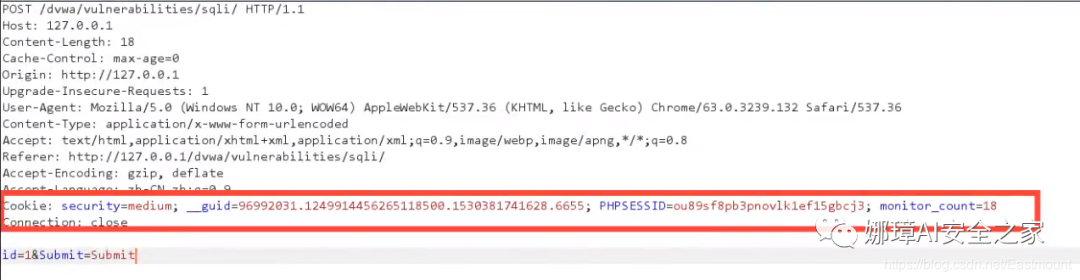 POST /dvwa/vulnerabilities/sqli/ HTTP/1.1
Host: 127.0.0.1
Content-Length: 18
Cache-Control: max-age=0
Origin: http://127.0.0.1
Upgrade-Insecure-Requests: 1
User-Agent: Mozilla/5.0 (Windows NT 10.0; WOW64) AppleWebKit/537.36 (KHTML, like Gecko) Chrome/63.0.3239.132 Safari/537.36
Content-Type: application/x-www-form-urlencoded
Accept: text/html,application/xhtml+xml,application/xml;q=0.9,image/webp,image/apng,*/*;q=0.8
Referer: http://127.0.0.1/dvwa/vulnerabilities/sqli/
Accept-Encoding: gzip, deflate
Accept-Language: zh-CN,zh;q=0.9
Cookie: security=medium; __guid=96992031.1249914456265118500.1530381741628.6655; PHPSESSID=ou89sf8pb3pnovlk1ef15gbcj3; monitor_count=18
Connection: close
id=1&Submit=Submit
娜璋AI安全之家
https://blog.csdn.net/Eastmount